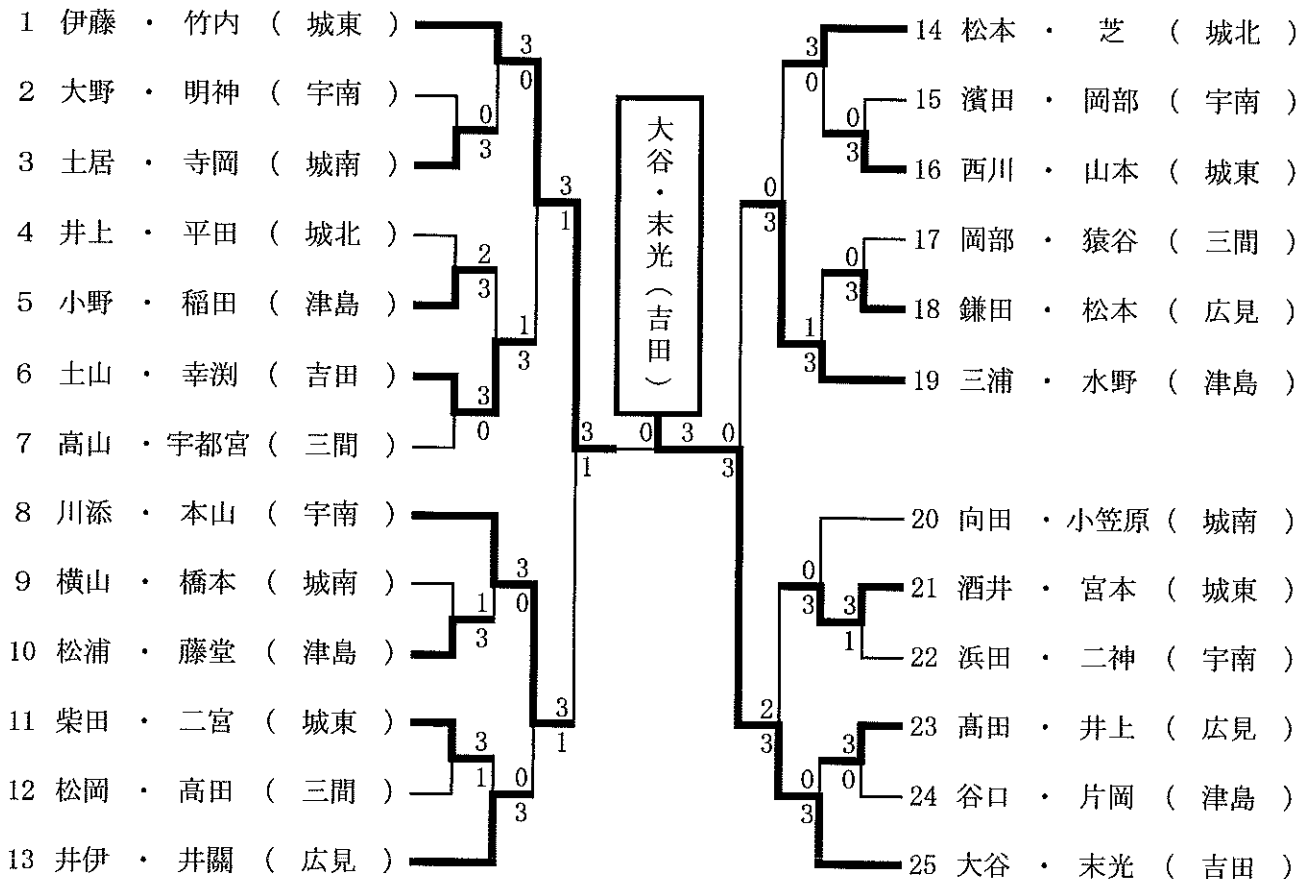 1 伊藤 ・ 竹内 ( 城東 )
2 大野 ・ 明神 ( 宇南 )
3 土居 ・ 寺岡 ( 城南 )
4 井上 ・ 平田 ( 城北 )
5 小野 ・ 稲田 ( 津島 )
6 土山 ・ 幸渕 ( 吉田 )
7 高山 ・ 宇都宮 ( 三間 )
8 川添 ・ 本山 ( 宇南 )
9 横山 ・ 橋本 ( 城南 )
10 松浦 ・ 藤堂 ( 津島 )
11 柴田 ・ 二宮 ( 城東 )
12 松岡 ・ 高田 ( 三間 )
13 井伊 ・ 井關 ( 広見 )
3
0
0
3
3
1
2
3
1
3
3
0
3
1
3
0
1
3
3
1
3
1
0
3
大谷・末光(吉田)
0 3
14 松本 ・ 芝 ( 城北 )
15 濱田 ・ 岡部 ( 宇南 )
16 西川 ・ 山本 ( 城東 )
17 岡部 ・ 猿谷 ( 三間 )
18 鎌田 ・ 松本 ( 広見 )
19 三浦 ・ 水野 ( 津島 )
20 向田 ・ 小笠原 ( 城南 )
21 酒井 ・ 宮本 ( 城東 )
22 浜田 ・ 二神 ( 宇南 )
23 髙田 ・ 井上 ( 広見 )
24 谷口 ・ 片岡 ( 津島 )
25 大谷 ・ 末光 ( 吉田 )
3
0
0
3
0
3
0
3
1
3
0
3
0
3
3
1
2
3
3
0
0
3